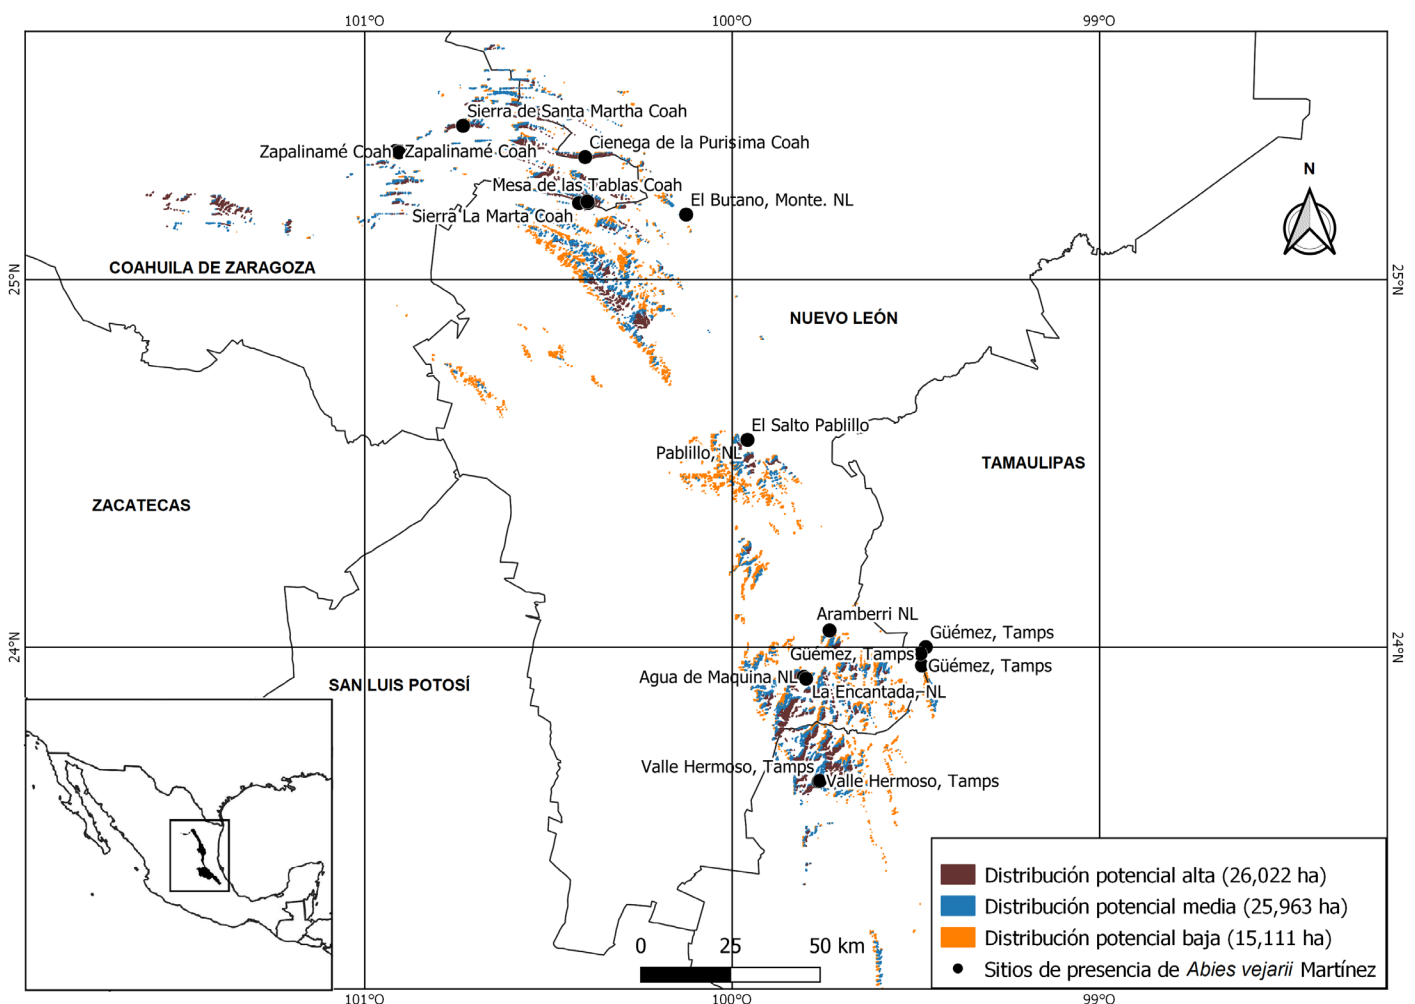 101°O
100°O
99°O
Sierra de Santa Martha Coah
Cienega de la Purisima Coah
Zapalinamé Coah
Zapalinamé Coah
N
Mesa de las Tablas Coah
El Butano, Monte. NL
Sierra La Marta Coah
COAHUILA DE ZARAGOZA
25°N
25°N
NUEVO LEÓN
El Salto Pablillo
Pablillo, NL
TAMAULIPAS
ZACATECAS
Aramberri NL
Güémez, Tamps
24°N
24°N
Güémez, Tamps
Güémez, Tamps
Agua de Maquina NL
SAN LUIS POTOSÍ
La Encantada, NL
Valle Hermoso, Tamps
Valle Hermoso, Tamps
Distribución potencial alta (26,022 ha)
Distribución potencial media (25,963 ha)
Distribución potencial baja (15,111 ha)
Sitios de presencia de Abies vejarii Martínez
0 25 50 km
101°O
100°O
99°O